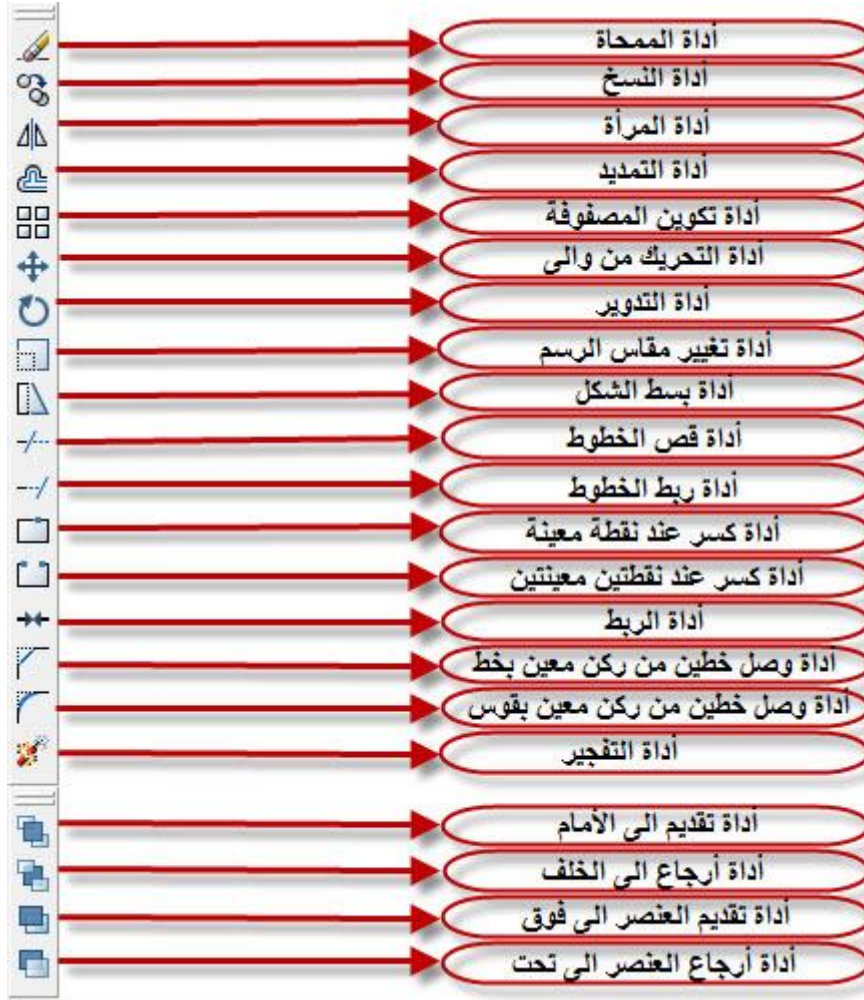 أداة الممحاة
أداة النسخ
أداة المرأة
أداة التمديد
أداة تكوين المصفوفة
أداة التحريك من والى
أداة التدوير
أداة تغيير مقاس الرسم
أداة بسط الشكل
أداة قص الخطوط
أداة ربط الخطوط
أداة كسر عند نقطة معينة
أداة كسر عند نقطتين معينتين
أداة الربط
أداة وصل خطين من ركن معين بخط
أداة وصل خطين من ركن معين بقوس
أداة التفجير
أداة تقديم الى الأمام
أداة أرجاع الى الخلف
أداة تقديم العنصر الى فوق
أداة أرجاع العنصر الى تحت